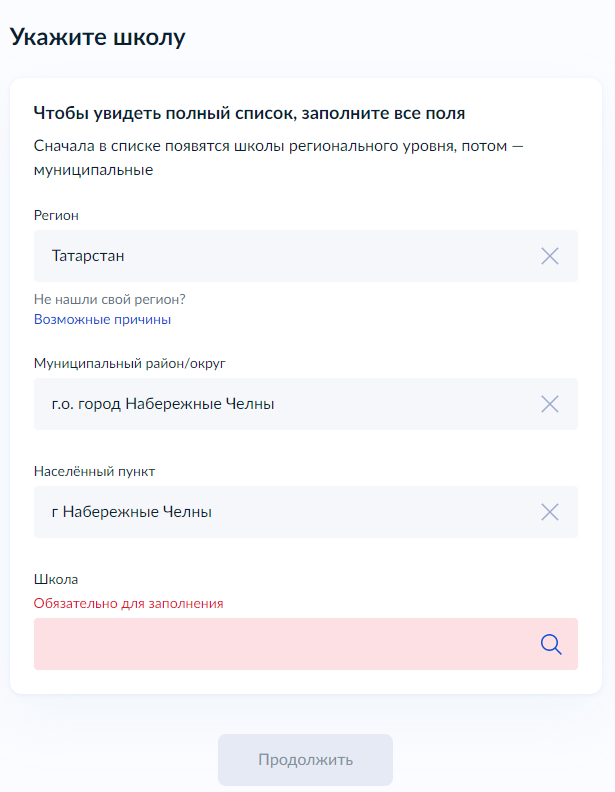 Укажите школу
Чтобы увидеть полный список, заполните все поля
Сначала в списке появятся школы регионального уровня, потом —
муниципальные
Регион
Татарстан
Не нашли свой регион?
Возможные причины
Муниципальный район/округ
г.о. город Набережные Челны
Населённый пункт
г Набережные Челны
Школа
Обязательно для заполнения
Продолжить